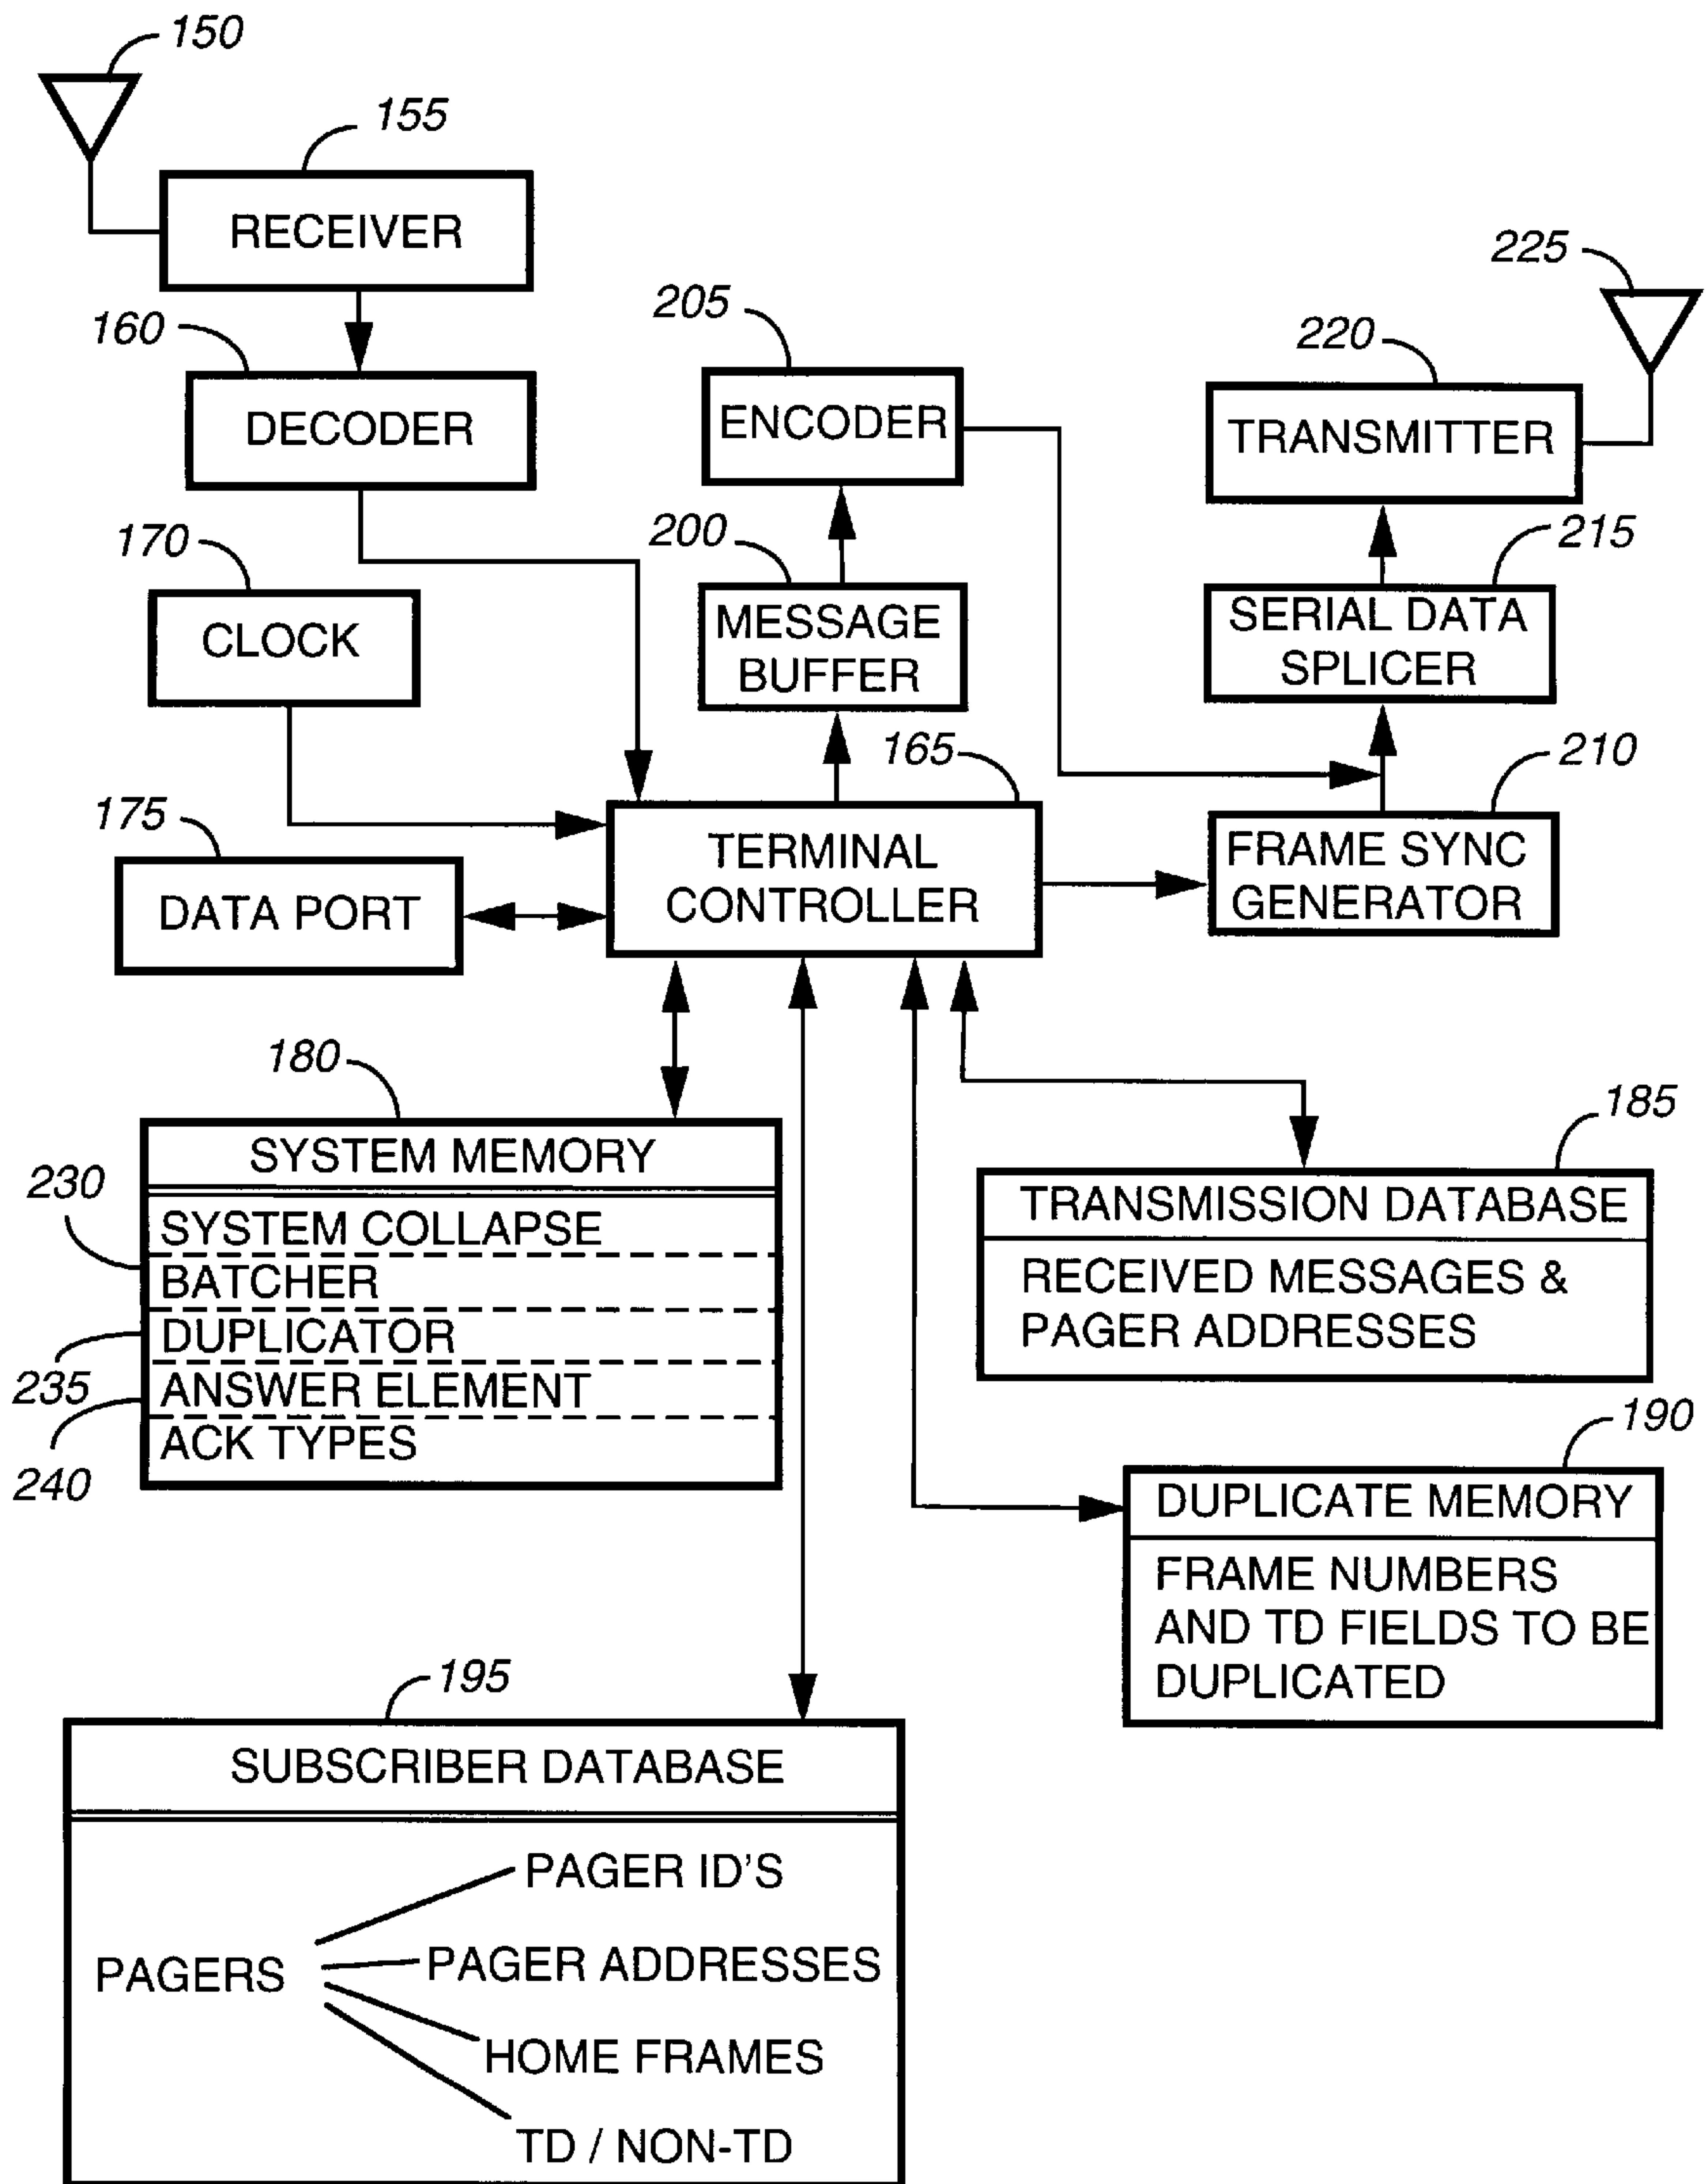 150
155
RECEIVER
225
205
160
220
ENCODER
TRANSMITTER
DECODER
170
200
215
CLOCK
MESSAGE
BUFFER
SERIAL DATA
SPLICER
165
210
175
TERMINAL
CONTROLLER
FRAME SYNC
GENERATOR
DATA PORT
180
185
SYSTEM MEMORY
230
SYSTEM COLLAPSE
BATCHER
DUPLICATOR
235
ANSWER ELEMENT
ACK TYPES
240
TRANSMISSION DATABASE
RECEIVED MESSAGES &
PAGER ADDRESSES
190
DUPLICATE MEMORY
FRAME NUMBERS
AND TD FIELDS TO BE
DUPLICATED
195
SUBSCRIBER DATABASE
PAGERS
PAGER ID'S
PAGER ADDRESSES
HOME FRAMES
TD / NON-TD